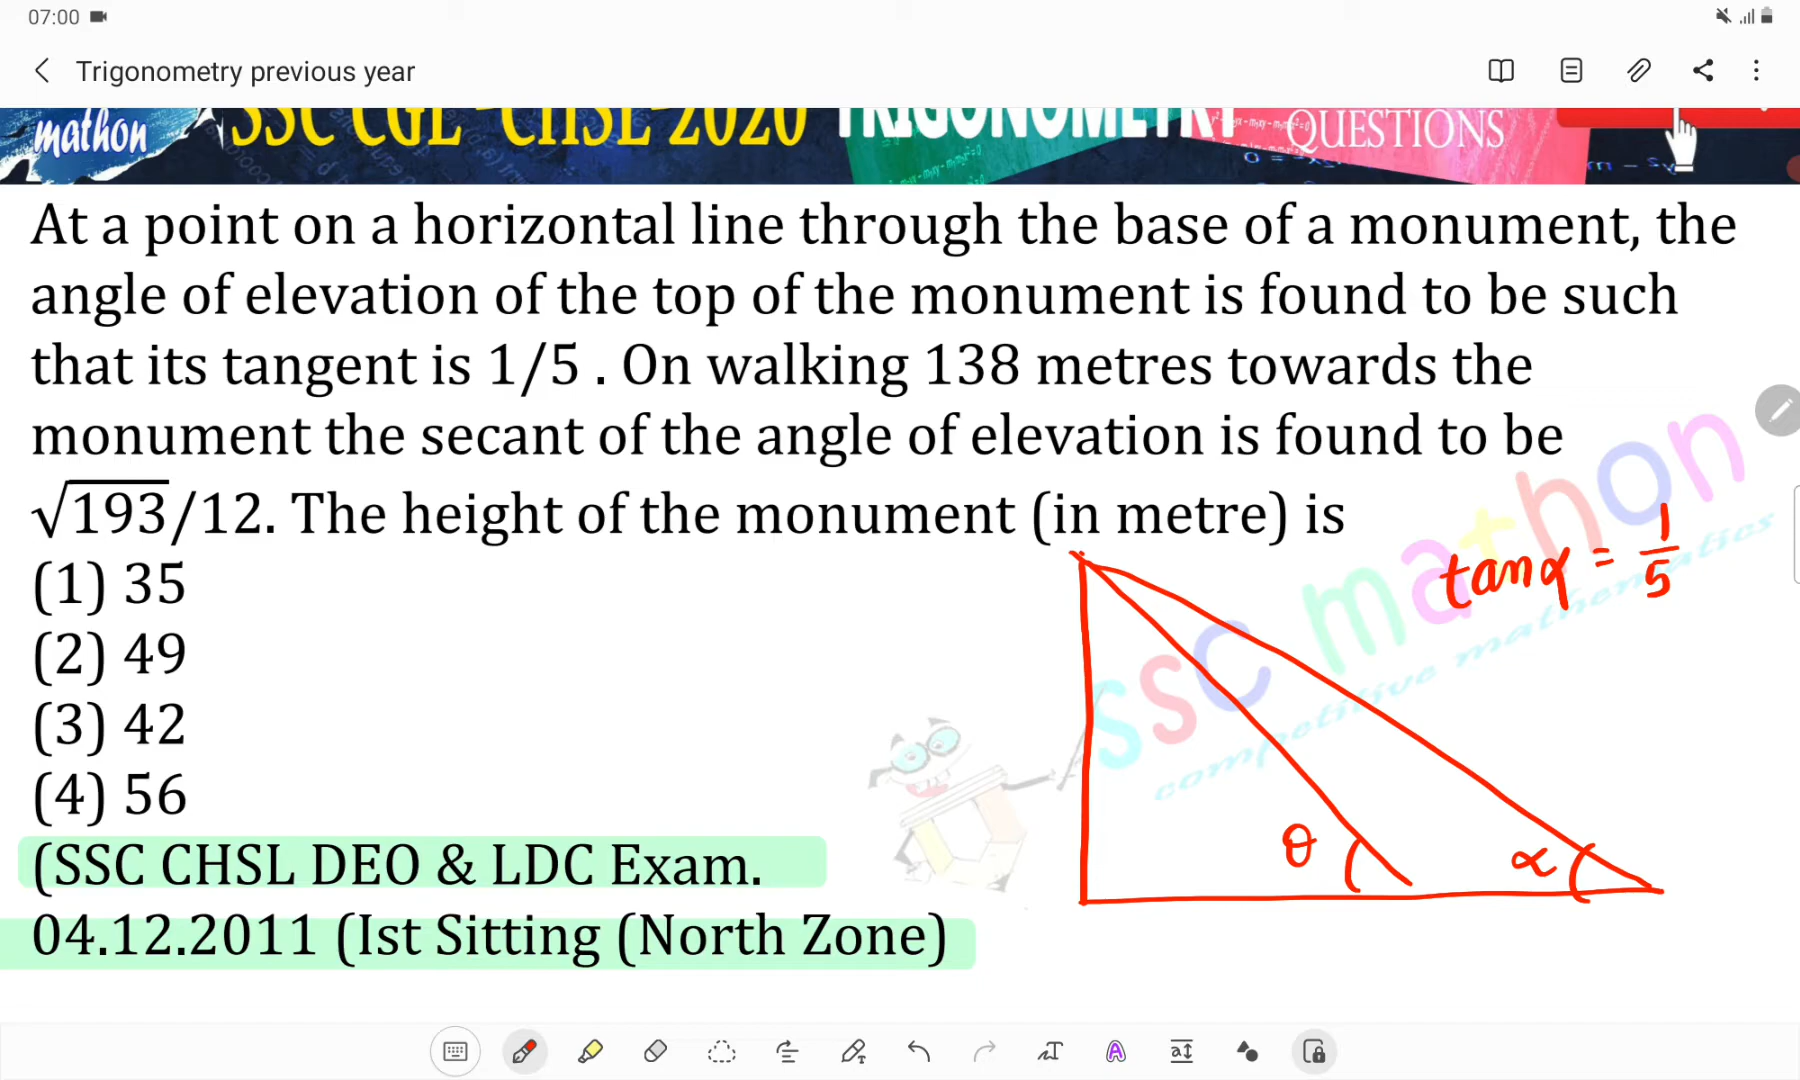 07:00
Trigonometry previous year
mathon SSC CGL -CHSL 2020 TRIGONOMETRY QUESTIONS
At a point on a horizontal line through the base of a monument, the
angle of elevation of the top of the monument is found to be such
that its tangent is 1/5 . On walking 138 metres towards the
monument the secant of the angle of elevation is found to be
√193/12. The height of the monument (in metre) is
(1) 35
(2) 49
(3) 42
(4) 56
(SSC CHSL DEO & LDC Exam.
04.12.2011 (Ist Sitting (North Zone)
tanα = 1/5
θ
α
ssc mathon
competitive mathematics